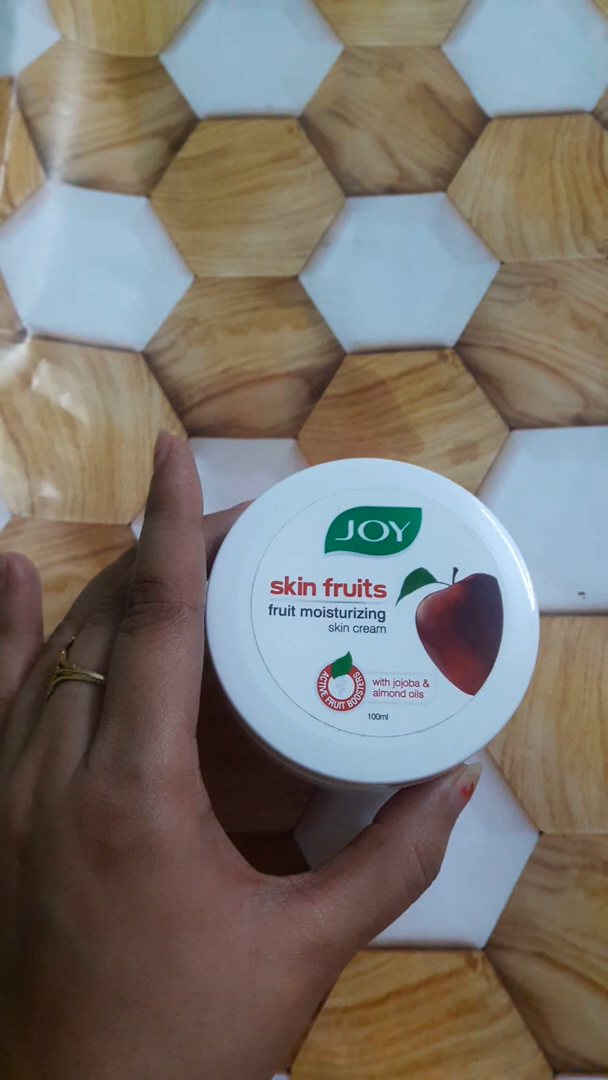 JOY
skin fruits
fruit moisturizing
skin cream
ACTIVE FRUIT BOOSTERS
with jojoba &
almond oils
100ml